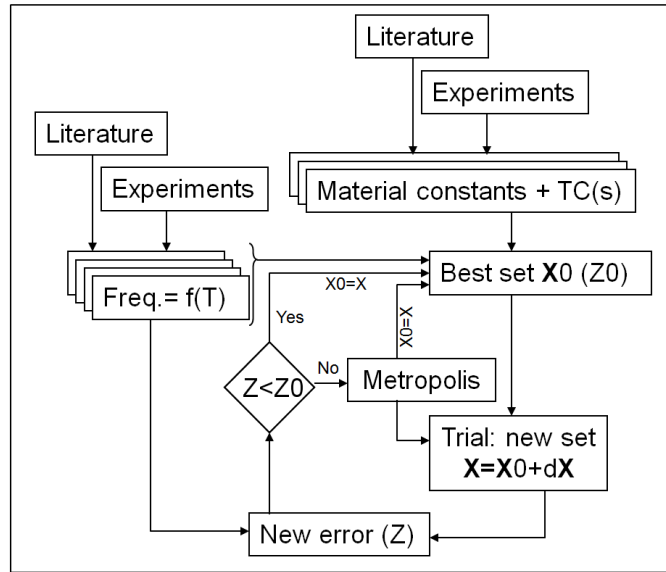 Literature
Experiments
Literature
Experiments
Material constants + TC(s)
Freq.= f(T)
Best set X0 (Z0)
X0=X
Yes
X0=X
Z<Z0
No
Metropolis
Trial: new set
X=X0+dX
New error (Z)